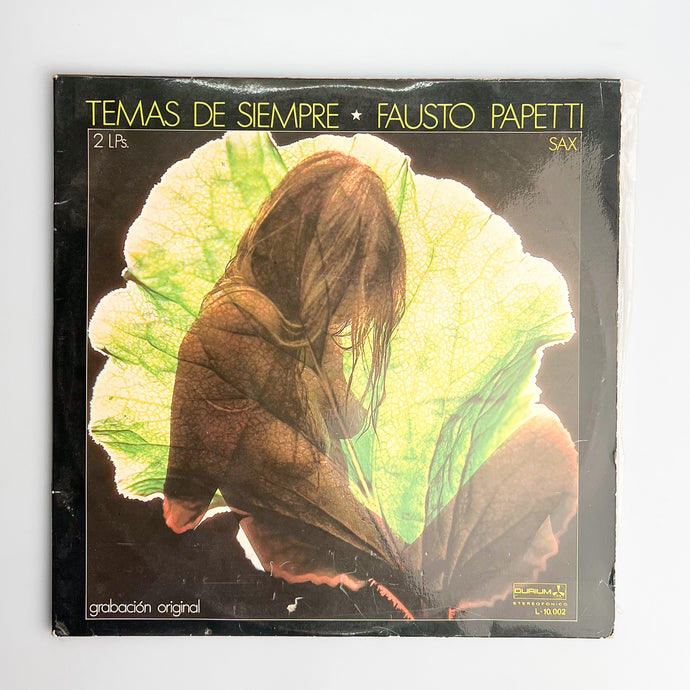 TEMAS DE SIEMPRE ★ FAUSTO PAPETTI
2 LPs.
SAX
grabación original
DURIUM
STEREOFONICO
L-10.002